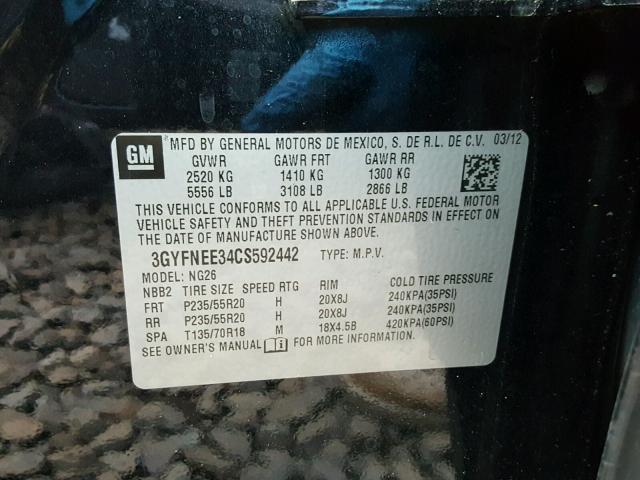 GM
® MFD BY GENERAL MOTORS DE MEXICO, S. DE R.L. DE C.V. 03/12
GVWR GAWR FRT GAWR RR
2520 KG 1410 KG 1300 KG
5556 LB 3108 LB 2866 LB
THIS VEHICLE CONFORMS TO ALL APPLICABLE U.S. FEDERAL MOTOR
VEHICLE SAFETY AND THEFT PREVENTION STANDARDS IN EFFECT ON
THE DATE OF MANUFACTURE SHOWN ABOVE.
3GYFNEE34CS592442 TYPE: M.P.V.
MODEL: NG26
NBB2 TIRE SIZE SPEED RTG RIM COLD TIRE PRESSURE
FRT P235/55R20 H 20X8J 240KPA(35PSI)
RR P235/55R20 H 20X8J 240KPA(35PSI)
SPA T135/70R18 M 18X4.5B 420KPA(60PSI)
SEE OWNER'S MANUAL FOR MORE INFORMATION.